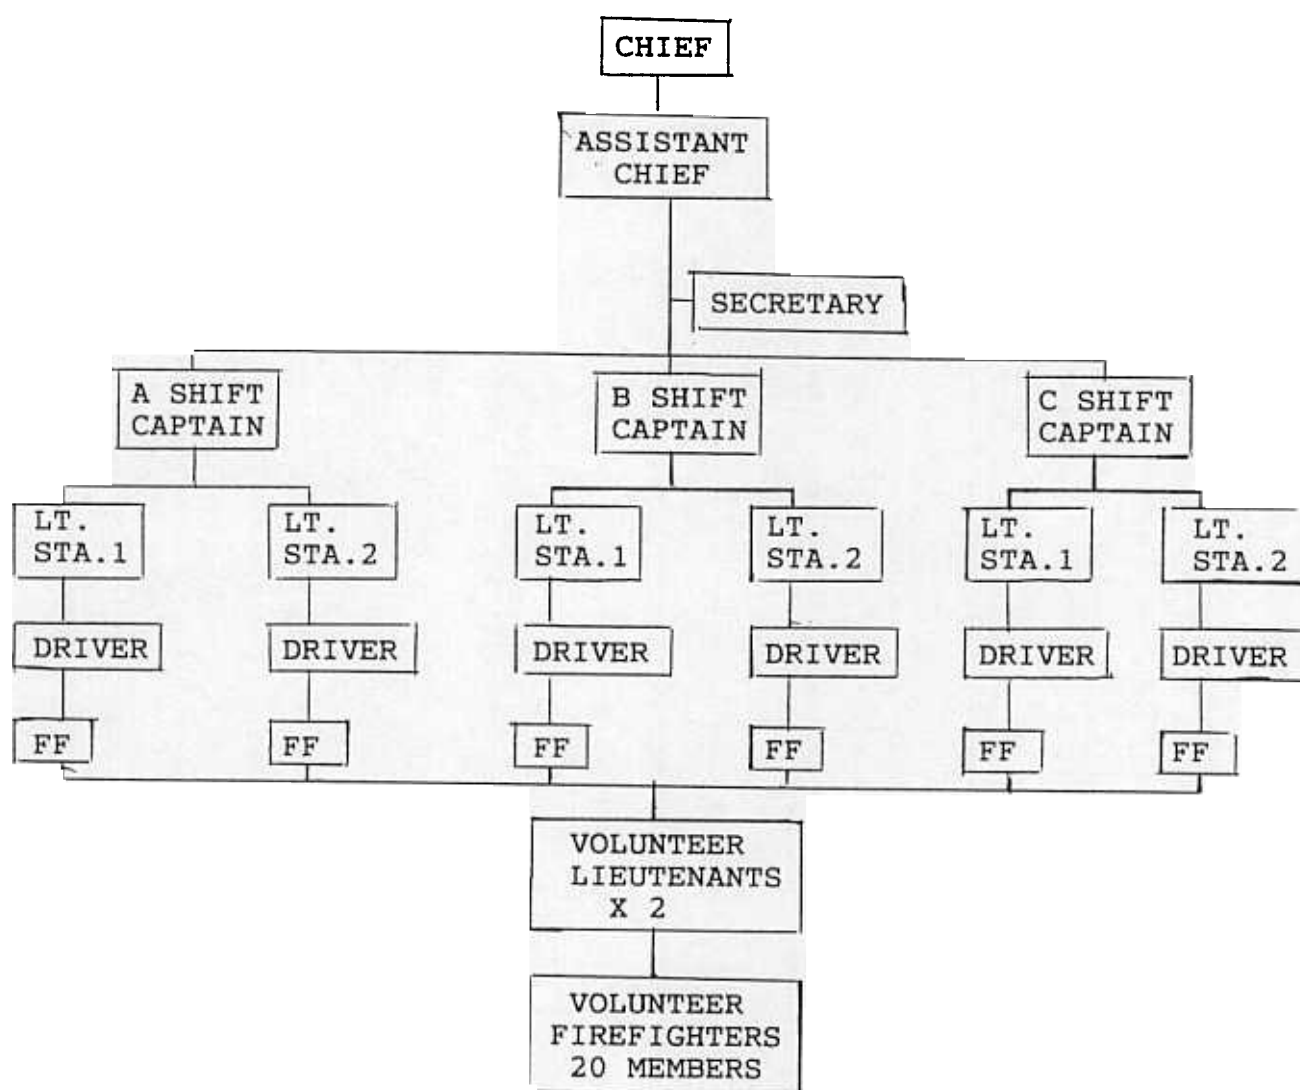 CHIEF
ASSISTANT
CHIEF
SECRETARY
A SHIFT
CAPTAIN
B SHIFT
CAPTAIN
C SHIFT
CAPTAIN
LT.
STA.1
LT.
STA.2
LT.
STA.1
LT.
STA.2
LT.
STA.1
LT.
STA.2
DRIVER
DRIVER
DRIVER
DRIVER
DRIVER
DRIVER
FF
FF
FF
FF
FF
FF
VOLUNTEER
LIEUTENANTS
X 2
VOLUNTEER
FIREFIGHTERS
20 MEMBERS